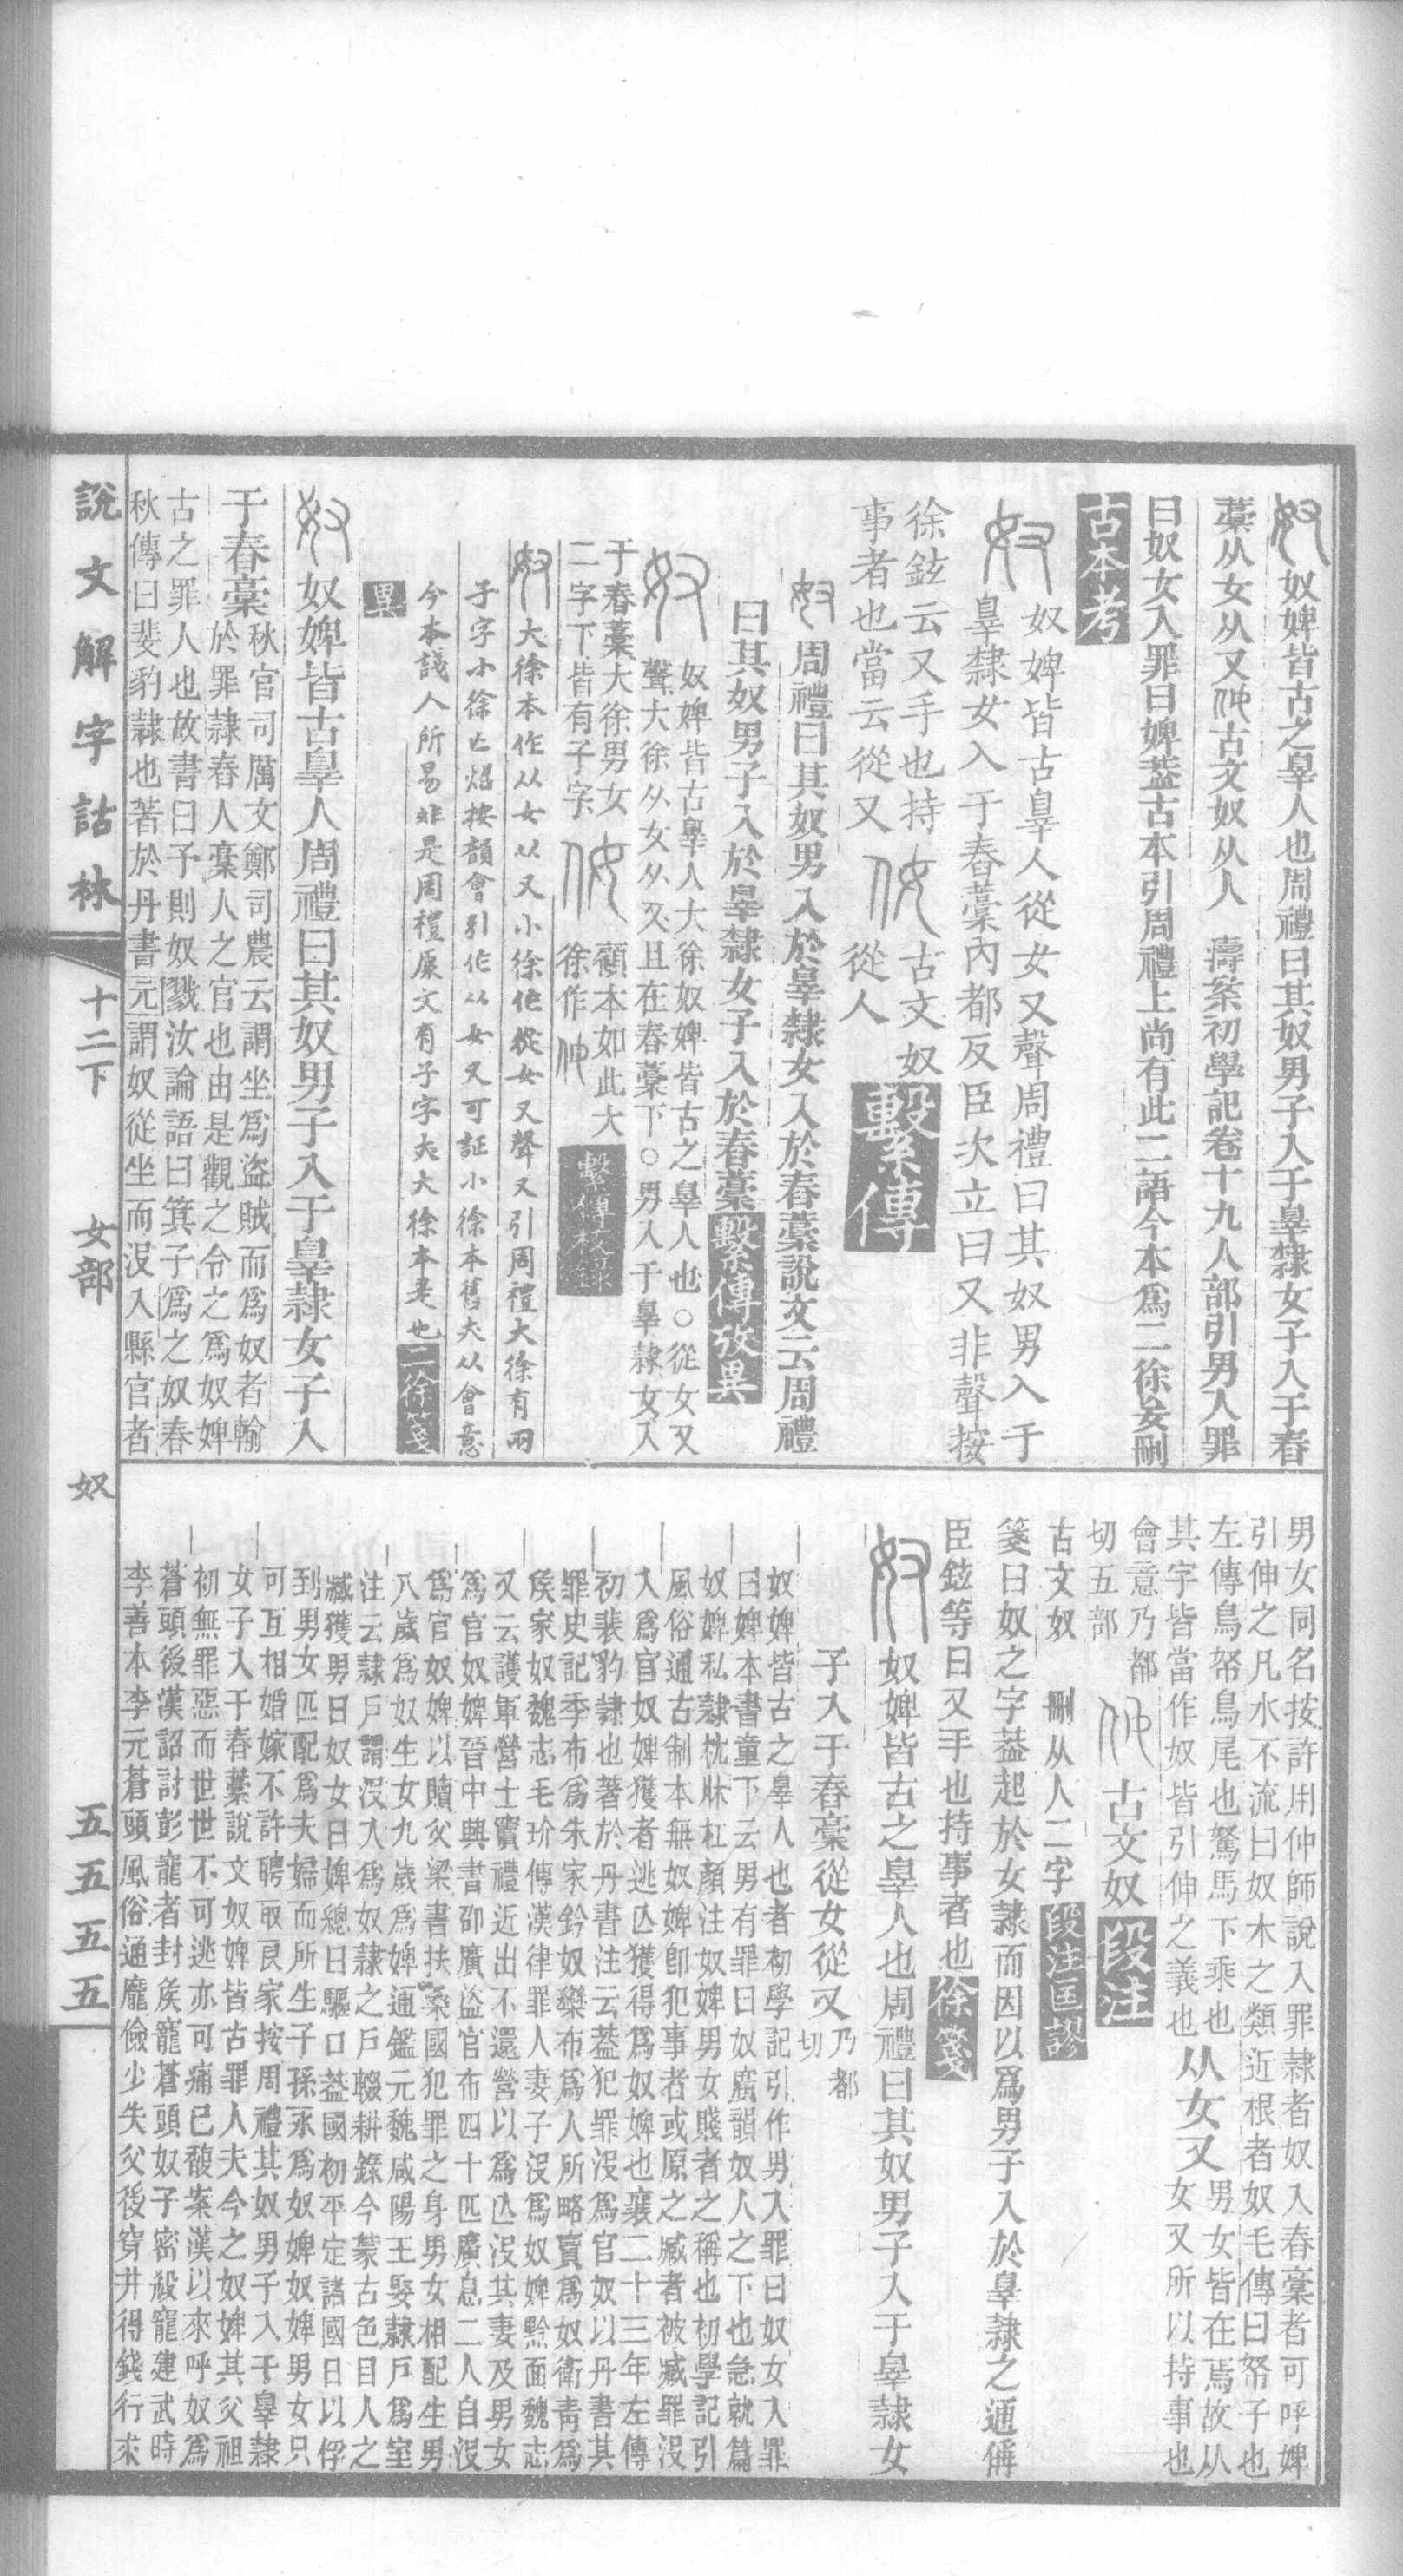 奴婢皆古之辠人也周禮曰其奴男子入于辠隸女子入于舂
藁从女从又㚢古文奴从人　濤案初學記卷十九人部引男入罪
曰奴女入罪曰婢葢古本引周禮上尚有此二語今本爲二徐妄刪
古本考
奴婢皆古辠人從女又聲周禮曰其奴男入于
辠隸女入于舂藁內都反臣次立曰又非聲按
徐鉉云又手也持
事者也當云從又
古文奴
從人
繫傳
周禮曰其奴男入於辠隸女入於舂藁說文云周禮
曰其奴男子入於辠隸女子入於舂藁繫傳攷異
奴婢皆古辠人大徐奴婢皆古之辠人也○從女又
聲大徐从女从又且在舂藁下○男入于辠隸女入
于舂藁大徐男女
二字下皆有子字
顧本如此大
徐作㚢
繫傳校錄
大徐本作从女从又小徐作從女又聲又引周禮大徐有兩
子字小徐亾炤按韻會引作从女又可証小徐本舊夫从會意
今本諓人所易非是周禮原文有子字夫大徐本是也二徐箋
異
奴婢皆古辠人周禮曰其奴男子入于辠隸女子入
于舂藁
秋官司厲文鄭司農云謂坐爲盜賊而爲奴者輸
於罪隸舂人藁人之官也由是觀之今之爲奴婢
古之罪人也故書曰予則奴戮汝論語曰箕子爲之奴春
秋傳曰斐豹隸也著於丹書元謂奴從坐而沒入縣官者
男女同名按許用仲師說入罪隸者奴入舂藁者可呼婢
引伸之凡水不流曰奴木之類近根者奴毛傳曰帑子也
左傳鳥帑鳥尾也駑馬下乘也从女又男女皆在焉故从
其字皆當作奴皆引伸之義也　女又所以持事也
會意乃都
切五部
古文奴
段注
古文奴　刪从人二字段注匡謬
箋曰奴之字葢起於女隸而因以爲男子入於辠隸之通偁
臣鉉等曰又手也持事者也徐箋
奴婢皆古之辠人也周禮曰其奴男子入于辠隸女
子入于舂藁從女從又乃都切
奴婢皆古之辠人也者初學記引作男入罪曰奴女入罪
曰婢本書童下云男有罪曰奴廣韻奴人之下也急就篇
奴婢私隸枕牀杠顏注奴婢男女賤者之稱也初學記引
風俗通古制本無奴婢卽犯事者或原之臧者被臧罪沒
入爲官奴婢獲者逃亾獲得爲奴婢也襄二十三年左傳
初裴豹隸也著於丹書注云葢犯罪沒爲官奴以丹書其
罪史記季布爲朱家鈐奴欒布爲人所略賣爲奴衛靑爲
矦家奴魏志毛玠傳漢律罪人妻子沒爲奴婢黥面魏志
又云護軍營士竇禮近出不還營以爲亾沒其妻及男女
爲官奴婢晉中興書邵廣盜官布四十匹廣息二人自沒
爲官奴婢以贖父梁書扶桑國犯罪之身男女相配生男
八歲爲奴生女九歲爲婢通鑑元魏咸陽王娶隸戶爲室
注云隸戶謂沒入爲奴隸之戶輟耕錄今蒙古色目人之
臧獲男曰奴女曰婢總曰驅口葢國初平定諸國日以俘
到男女匹配爲夫婦而所生子孫永爲奴婢奴婢男女只
可互相婚嫁不許聘取良家按周禮其奴男子入于辠隸
女子入于舂藁說文奴婢皆古罪人夫今之奴婢其父祖
初無罪惡而世世不可逃亦可痛已馥案漢以來呼奴爲
蒼頭後漢詔討彭寵者封矦寵蒼頭奴子密殺寵建武時
李善本李元蒼頭風俗通龐儉少失父後穿井得錢行求
說文解字詁林　十二下　女部　奴　五五五五